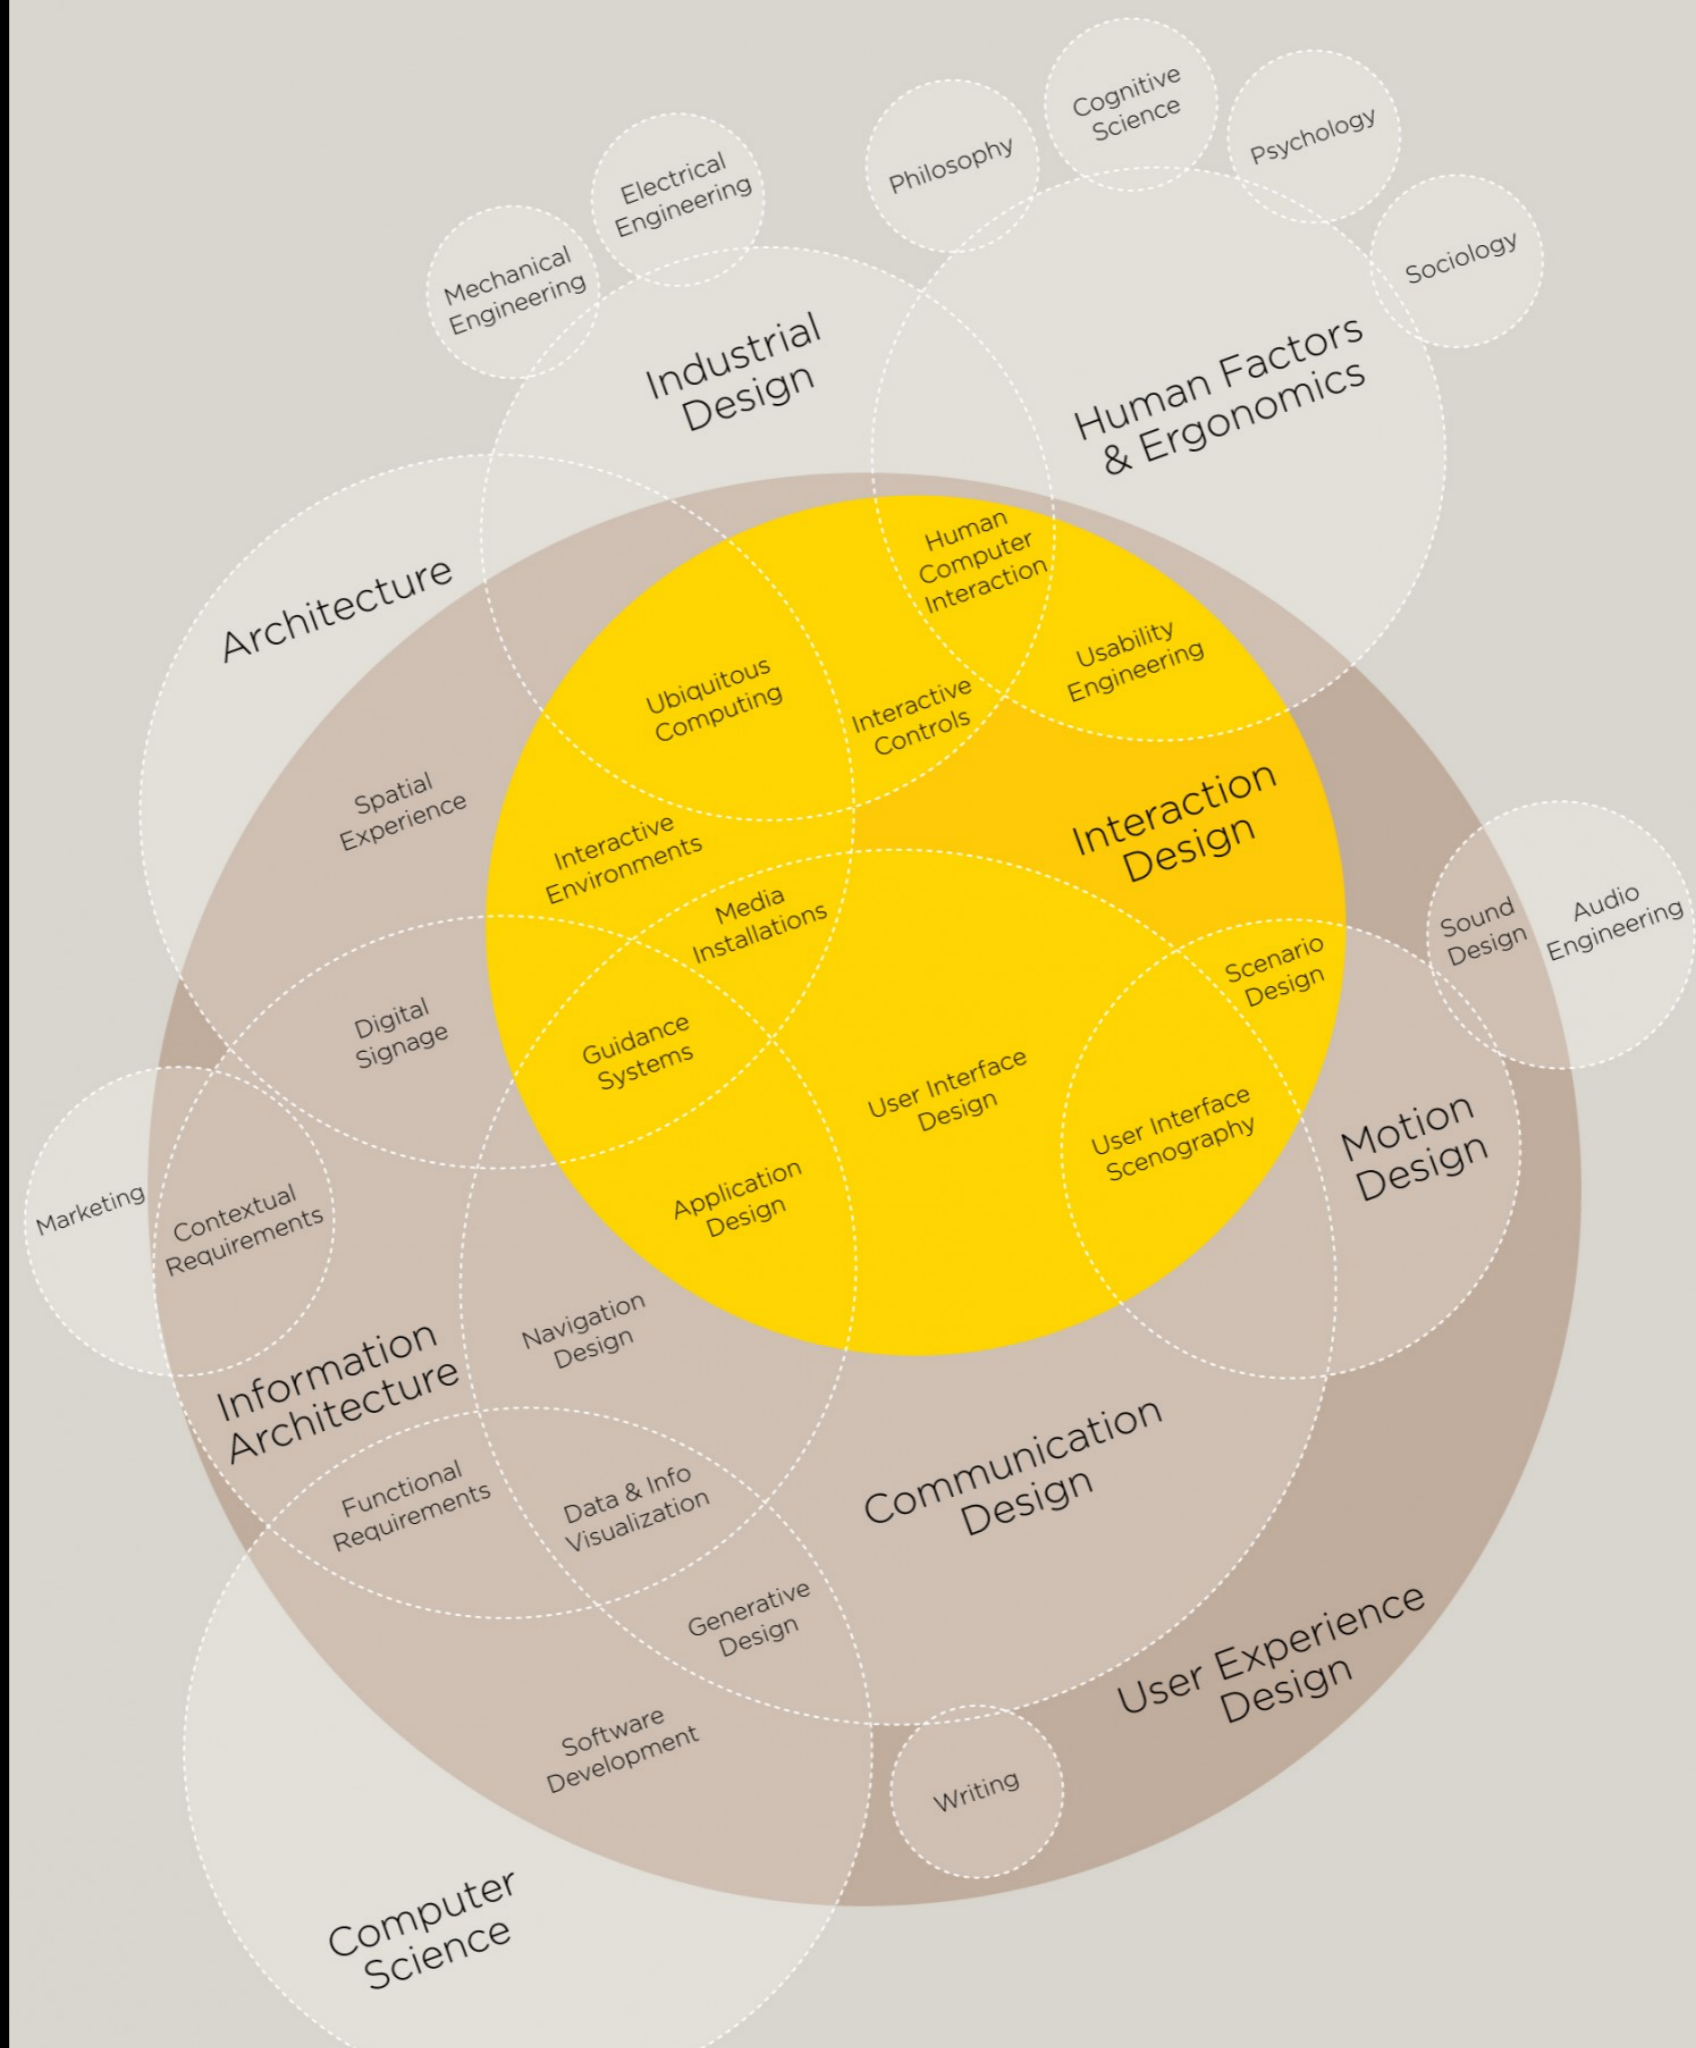 Cognitive
Science
Philosophy
Psychology
Sociology
Electrical
Engineering
Mechanical
Engineering
Industrial
Design
Human Factors
& Ergonomics
Architecture
Human
Computer
Interaction
Usability
Engineering
Ubiquitous
Computing
Interactive
Controls
Spatial
Experience
Interactive
Environments
Interaction
Design
Media
Installations
Scenario
Design
Sound
Design
Audio
Engineering
Digital
Signage
Guidance
Systems
User Interface
Design
User Interface
Scenography
Motion
Design
Marketing
Contextual
Requirements
Application
Design
Navigation
Design
Information
Architecture
Communication
Design
Functional
Requirements
Data & Info
Visualization
Generative
Design
User Experience
Design
Software
Development
Writing
Computer
Science